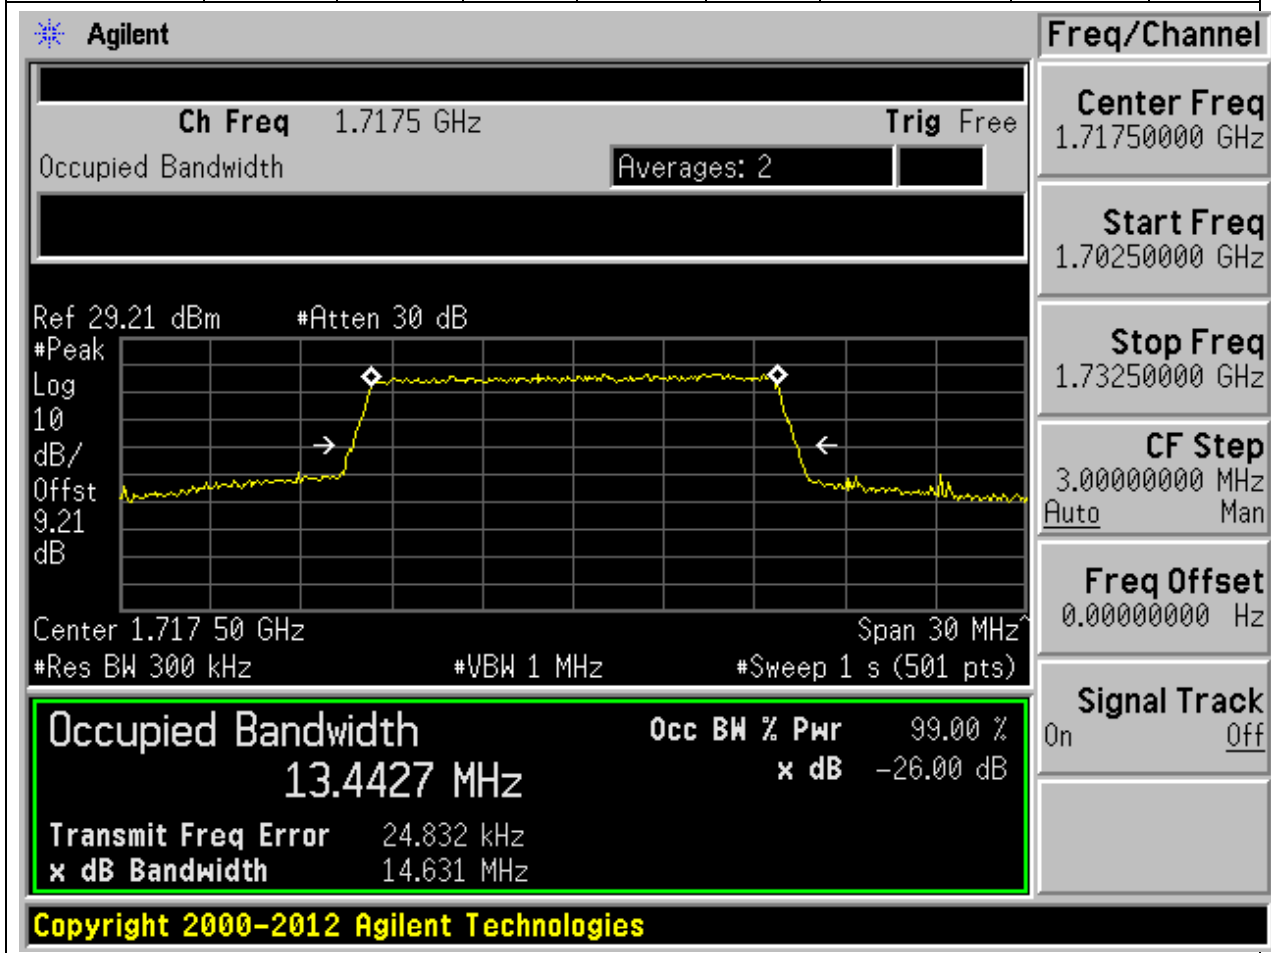 Agilent
Freq/Channel
Ch Freq 1.7175 GHz Trig Free
Occupied Bandwidth Averages: 2
Center Freq
1.71750000 GHz
Start Freq
1.70250000 GHz
Stop Freq
1.73250000 GHz
CF Step
3.00000000 MHz
Auto Man
Freq Offset
0.00000000 Hz
Signal Track
On Off
Ref 29.21 dBm #Atten 30 dB
#Peak
Log
10
dB/
Offst
9.21
dB
Center 1.717 50 GHz Span 30 MHz^
#Res BW 300 kHz #VBW 1 MHz #Sweep 1 s (501 pts)
Occupied Bandwidth Occ BW % Pwr 99.00 %
13.4427 MHz x dB -26.00 dB
Transmit Freq Error 24.832 kHz
x dB Bandwidth 14.631 MHz
Copyright 2000-2012 Agilent Technologies